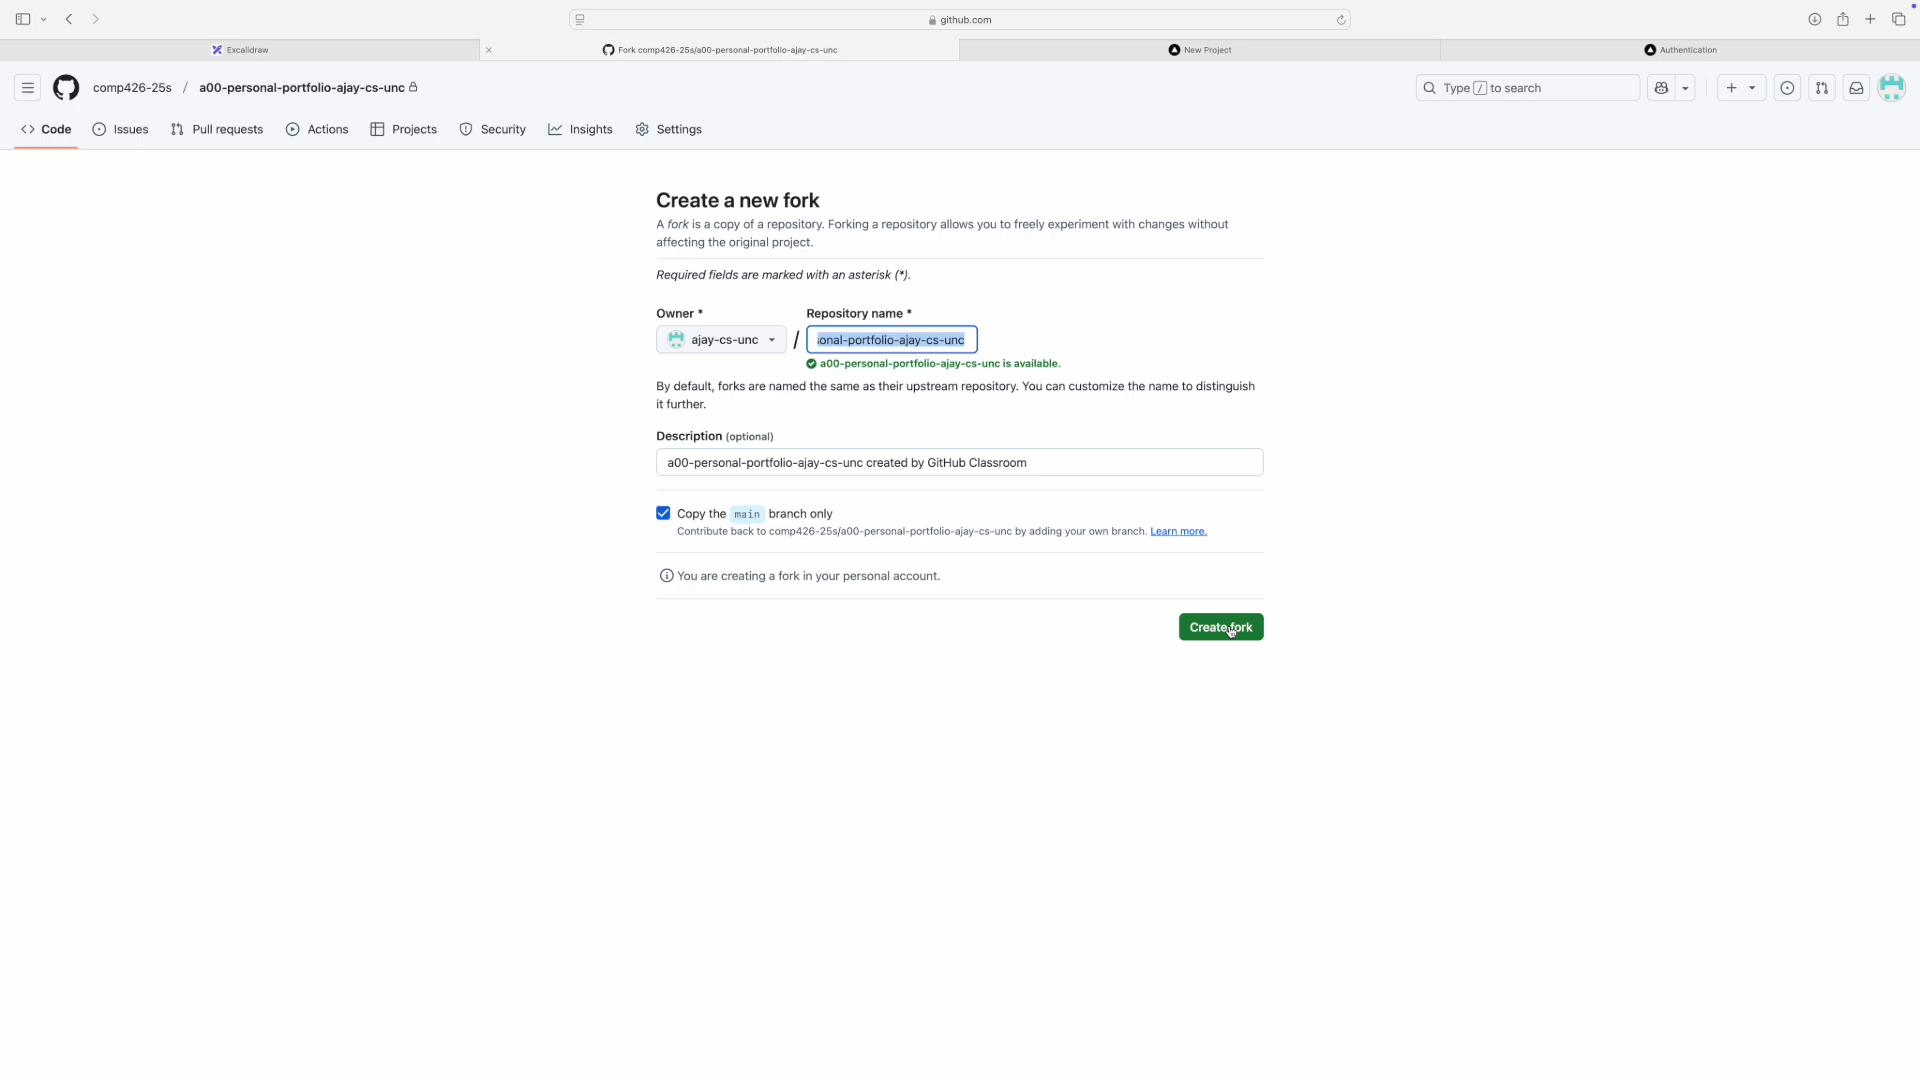 github.com
Excalidraw
Fork comp426-25s/a00-personal-portfolio-ajay-cs-unc
New Project
Authentication
comp426-25s / a00-personal-portfolio-ajay-cs-unc
Type / to search
Code
Issues
Pull requests
Actions
Projects
Security
Insights
Settings
Create a new fork
A fork is a copy of a repository. Forking a repository allows you to freely experiment with changes without
affecting the original project.
Required fields are marked with an asterisk (*).
Owner *
Repository name *
ajay-cs-unc
/
onal-portfolio-ajay-cs-unc
a00-personal-portfolio-ajay-cs-unc is available.
By default, forks are named the same as their upstream repository. You can customize the name to distinguish
it further.
Description (optional)
a00-personal-portfolio-ajay-cs-unc created by GitHub Classroom
Copy the main branch only
Contribute back to comp426-25s/a00-personal-portfolio-ajay-cs-unc by adding your own branch. Learn more.
You are creating a fork in your personal account.
Create fork